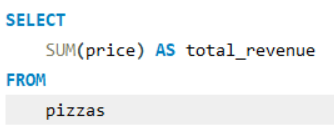 SELECT
SUM(price) AS total_revenue
FROM
pizzas